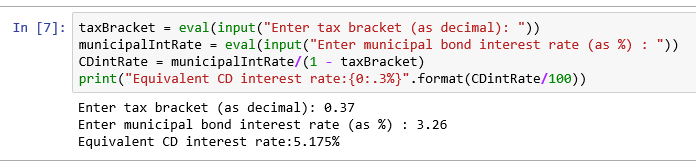 In [7]: taxBracket = eval(input("Enter tax bracket (as decimal): "))
municipalIntRate = eval(input("Enter municipal bond interest rate (as %) : "))
CDintRate = municipalIntRate/(1 - taxBracket)
print("Equivalent CD interest rate:{0:.3%}".format(CDintRate/100))
Enter tax bracket (as decimal): 0.37
Enter municipal bond interest rate (as %) : 3.26
Equivalent CD interest rate:5.175%